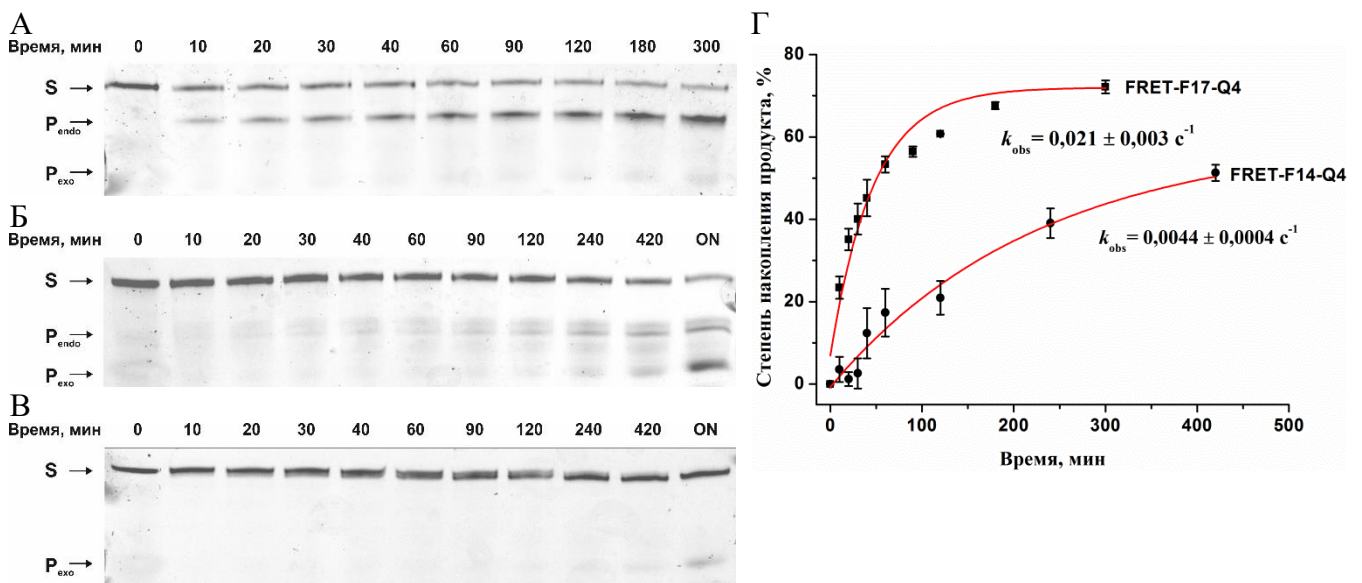 А
Время, мин 0 10 20 30 40 60 90 120 180 300
S →
Pendo →
Pexo →
Б
Время, мин 0 10 20 30 40 60 90 120 240 420 ON
S →
Pendo →
Pexo →
В
Время, мин 0 10 20 30 40 60 90 120 240 420 ON
S →
Pexo →
Г
Степень накопления продукта, %
80
60
40
20
0
FRET-F17-Q4
kobs = 0,021 ± 0,003 c⁻¹
FRET-F14-Q4
kobs = 0,0044 ± 0,0004 c⁻¹
0 100 200 300 400 500
Время, мин